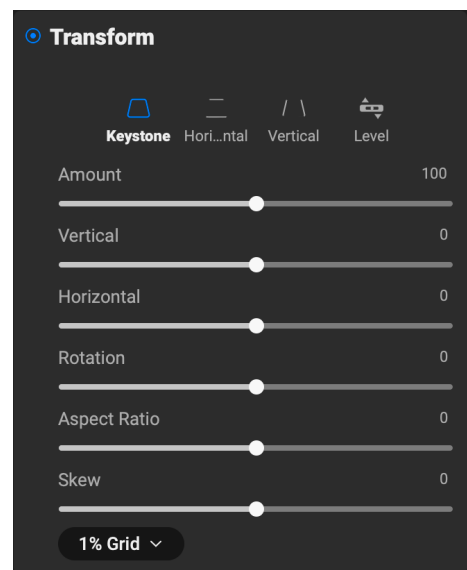 Transform
Keystone Hori...ntal Vertical Level
Amount 100
Vertical 0
Horizontal 0
Rotation 0
Aspect Ratio 0
Skew 0
1% Grid